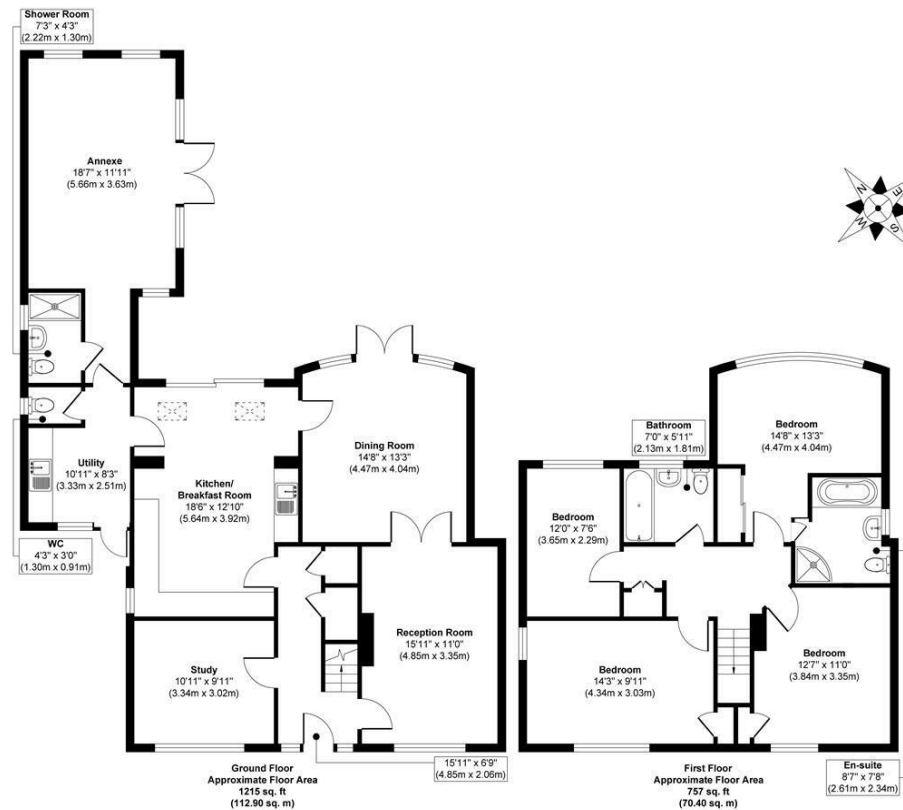 Shower Room
7'3" x 4'3"
(2.22m x 1.30m)
Annexe
18'7" x 11'11"
(5.66m x 3.63m)
N
E
S
W
Utility
10'11" x 8'3"
(3.33m x 2.51m)
WC
4'3" x 3'0"
(1.30m x 0.91m)
Kitchen/
Breakfast Room
18'6" x 12'10"
(5.64m x 3.92m)
Dining Room
14'8" x 13'3"
(4.47m x 4.04m)
Study
10'11" x 9'11"
(3.34m x 3.02m)
Reception Room
15'11" x 11'0"
(4.85m x 3.35m)
15'11" x 6'9"
(4.85m x 2.06m)
Ground Floor
Approximate Floor Area
1215 sq. ft
(112.90 sq. m)
Bathroom
7'0" x 5'11"
(2.13m x 1.81m)
Bedroom
14'8" x 13'3"
(4.47m x 4.04m)
Bedroom
12'0" x 7'6"
(3.65m x 2.29m)
Bedroom
14'3" x 9'11"
(4.34m x 3.03m)
Bedroom
12'7" x 11'0"
(3.84m x 3.35m)
En-suite
8'7" x 7'8"
(2.61m x 2.34m)
First Floor
Approximate Floor Area
757 sq. ft
(70.40 sq. m)